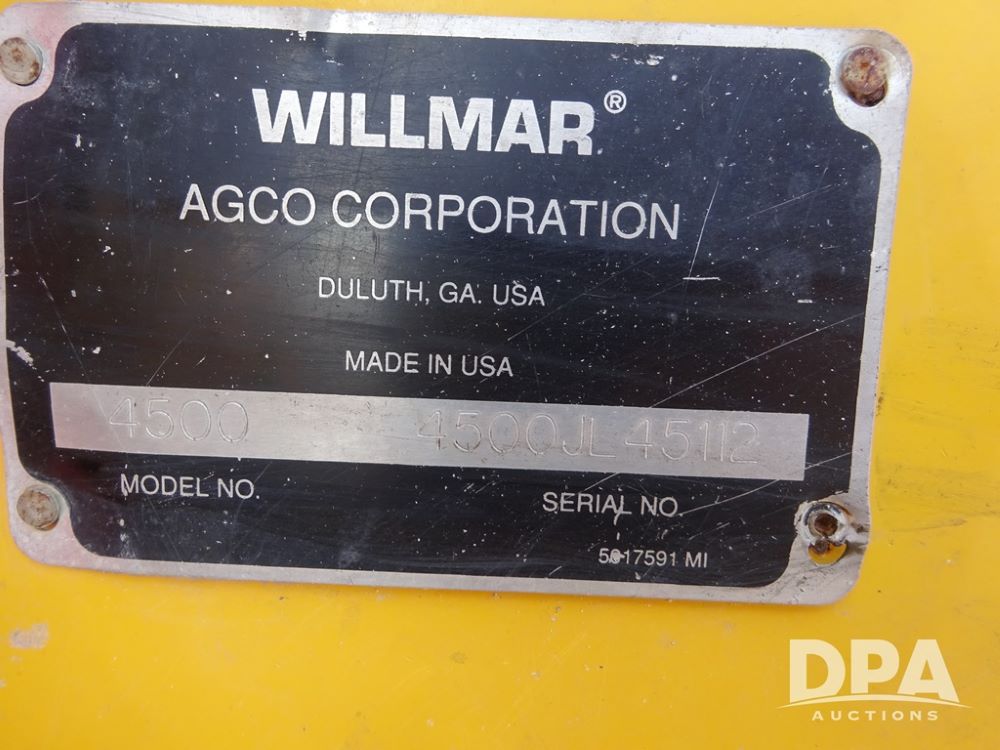 WILLMAR®
AGCO CORPORATION
DULUTH, GA. USA
MADE IN USA
4500 4500JL45112
MODEL NO. SERIAL NO.
5017591 MI
DPA
AUCTIONS